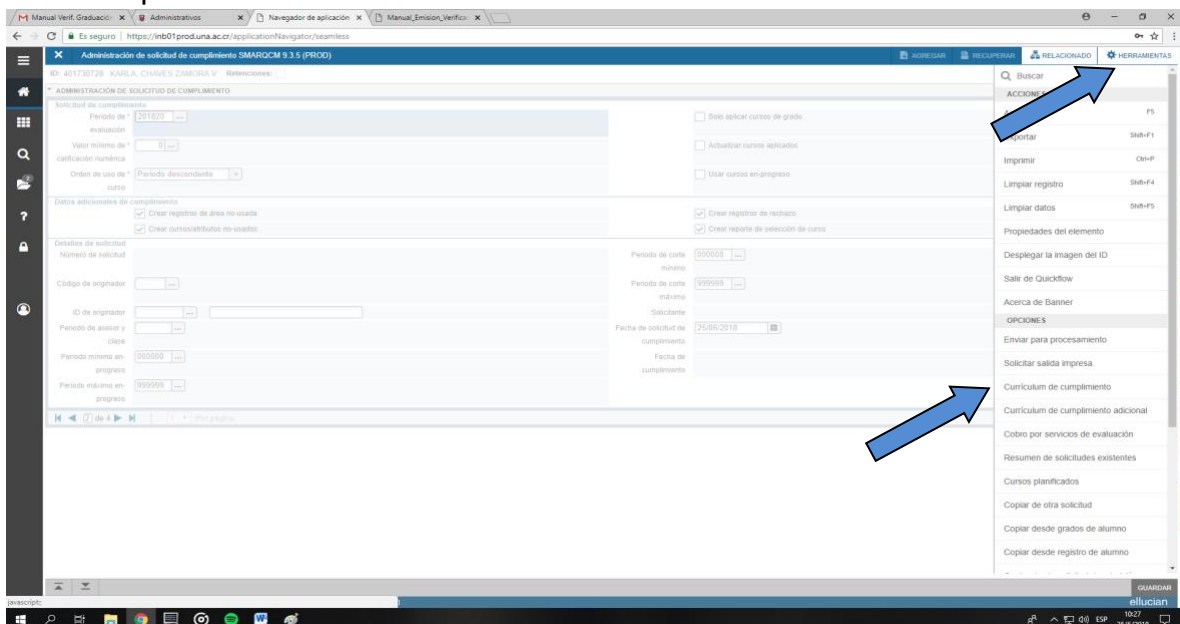 Manual Verif. Graduació
Administrativos
Navegador de aplicación
Manual_Emision_Verifica
Es seguro
https://inb01prod.una.ac.cr/applicationNavigator/seamless
Administración de solicitud de cumplimiento SMARQCM 9.3.5 (PROD)
AGREGAR
RECUPERAR
RELACIONADO
HERRAMIENTAS
ID: 401730728 KARLA, CHAVES ZAMORA V Retenciones:
ADMINISTRACIÓN DE SOLICITUD DE CUMPLIMIENTO
Solicitud de cumplimiento
Periodo de * 201820
evaluación
Solo aplicar cursos de grado
Valor mínimo de * 0
calificación numérica
Actualizar cursos aplicados
Orden de uso de * Periodo descendente
curso
Usar cursos en-progreso
Datos adicionales de cumplimiento
Crear registros de área no-usada
Crear registros de rechazo
Crear cursos/atributos no-usados
Crear reporte de selección de curso
Detalles de solicitud
Número de solicitud
Periodo de corte 000000
mínimo
Código de originador
Periodo de corte 999999
máximo
ID de originador
Solicitante
Periodo de asesor y
clase
Fecha de solicitud de 25/06/2018
cumplimiento
Periodo mínimo en- 000000
progreso
Fecha de
cumplimiento
Periodo máximo en- 999999
progreso
de 4
Por página
Buscar
ACCIONES
F5
Exportar Shift+F1
Imprimir Ctrl+P
Limpiar registro Shift+F4
Limpiar datos Shift+F5
Propiedades del elemento
Desplegar la imagen del ID
Salir de Quickflow
Acerca de Banner
OPCIONES
Enviar para procesamiento
Solicitar salida impresa
Currículum de cumplimiento
Currículum de cumplimiento adicional
Cobro por servicios de evaluación
Resumen de solicitudes existentes
Cursos planificados
Copiar de otra solicitud
Copiar desde grados de alumno
Copiar desde registro de alumno
GUARDAR
javascript:
ellucian
ESP
10:27